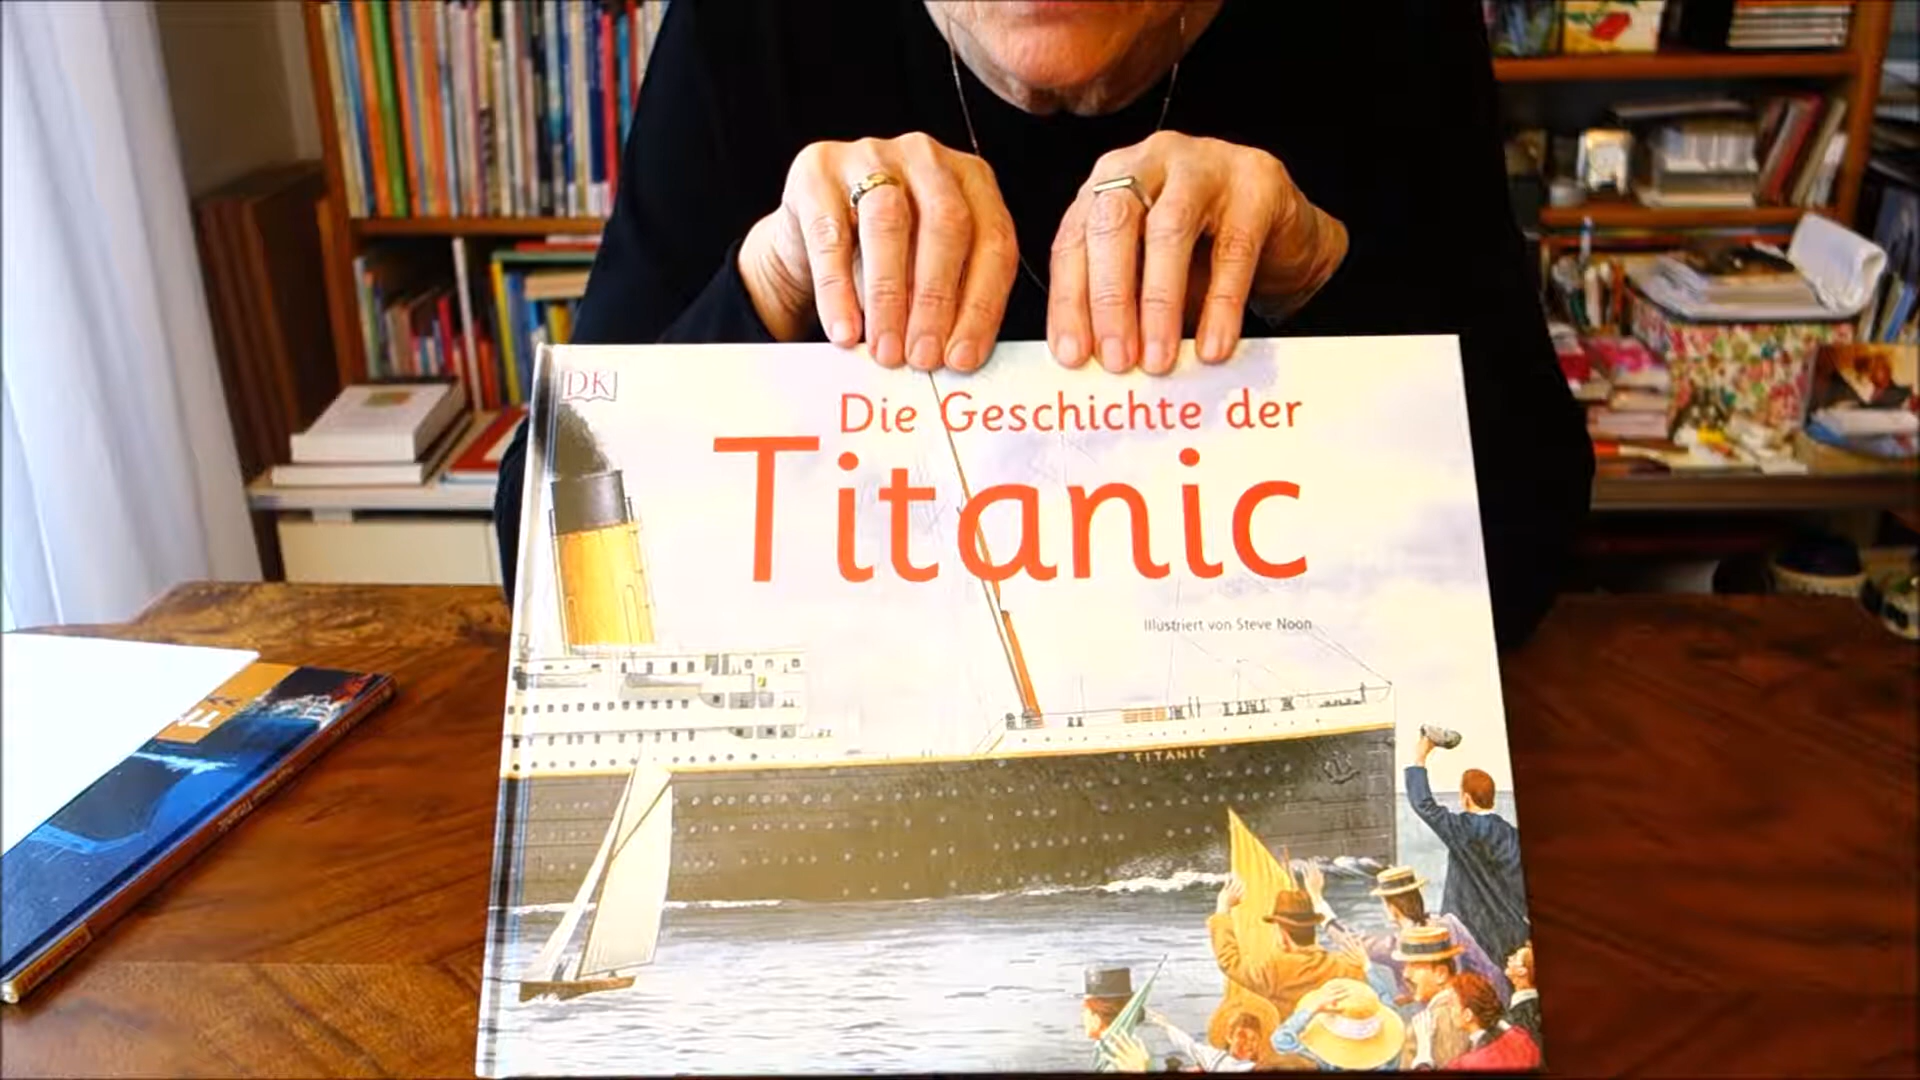 DK
Die Geschichte der
Titanic
Illustriert von Steve Noon
TITANIC